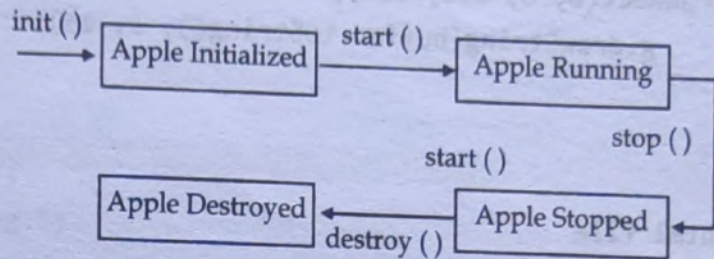 init ( )
Apple Initialized
start ( )
Apple Running
stop ( )
start ( )
Apple Destroyed
destroy ( )
Apple Stopped